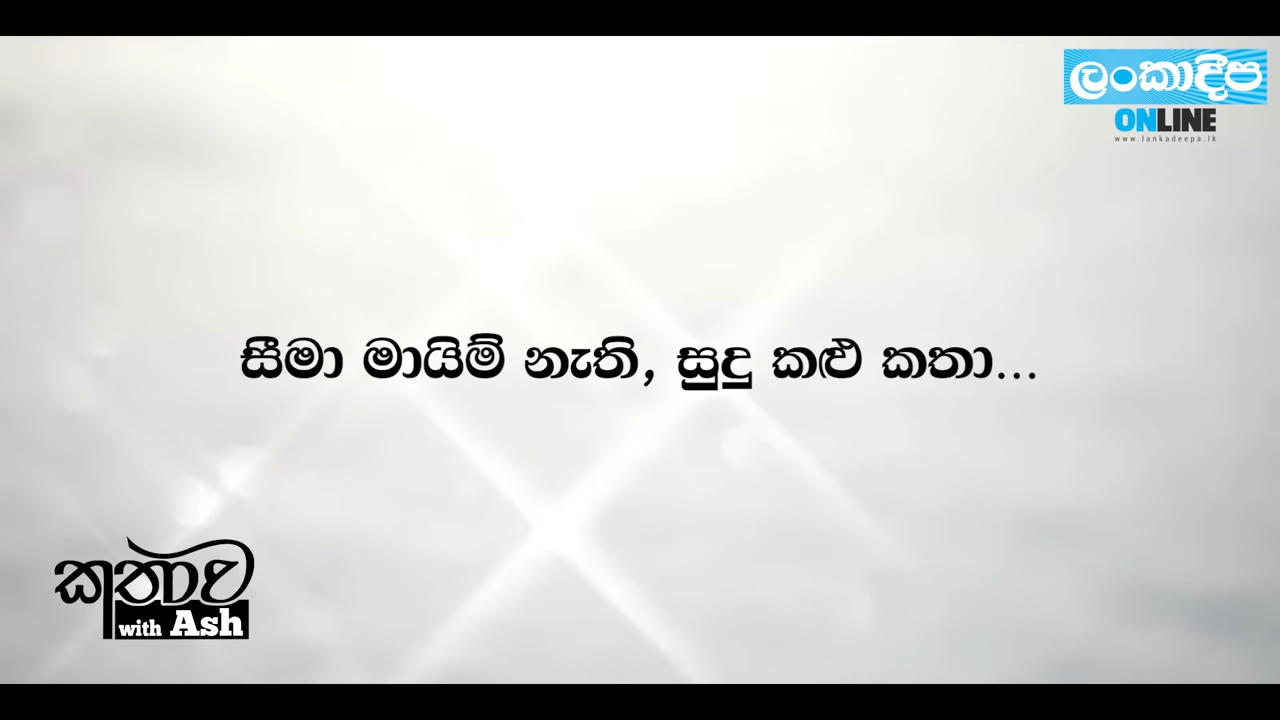 ලංකාදීප
ONLINE
www.lankadeepa.lk
සීමා මායිම් නැති, සුදු කළු කතා...
කතාව
with Ash